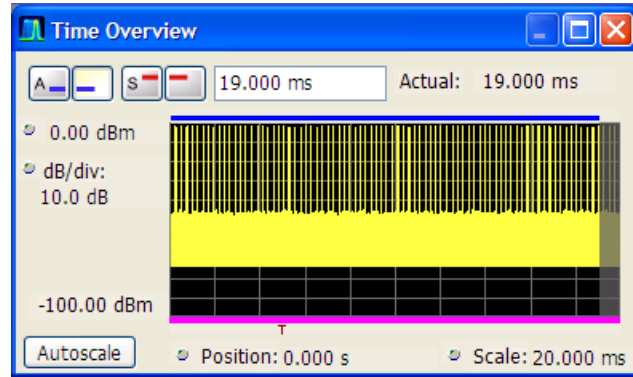 Time Overview
A S 19.000 ms Actual: 19.000 ms
0.00 dBm
dB/div:
10.0 dB
-100.00 dBm
T
Autoscale Position: 0.000 s Scale: 20.000 ms